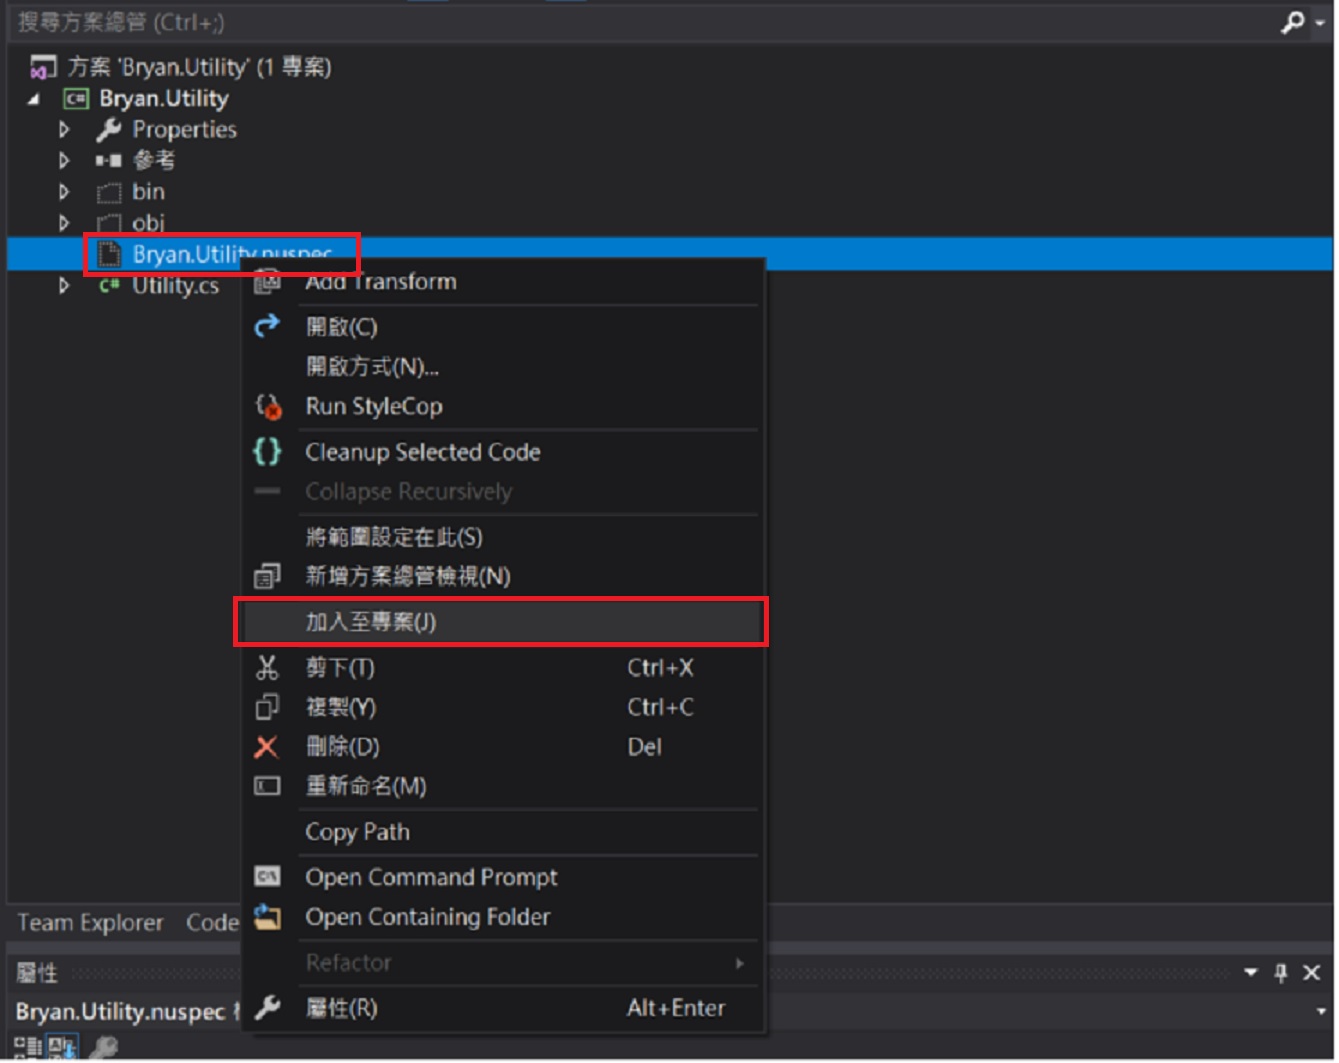 搜尋方案總管 (Ctrl+;)
方案 'Bryan.Utility' (1 專案)
Bryan.Utility
Properties
參考
bin
obj
Bryan.Utility.nuspec
Utility.cs
Add Transform
開啟(C)
開啟方式(N)...
Run StyleCop
Cleanup Selected Code
Collapse Recursively
將範圍設定在此(S)
新增方案總管檢視(N)
加入至專案(J)
剪下(T) Ctrl+X
複製(Y) Ctrl+C
刪除(D) Del
重新命名(M)
Copy Path
Open Command Prompt
Open Containing Folder
Refactor
屬性(R) Alt+Enter
Team Explorer Code
屬性
Bryan.Utility.nuspec